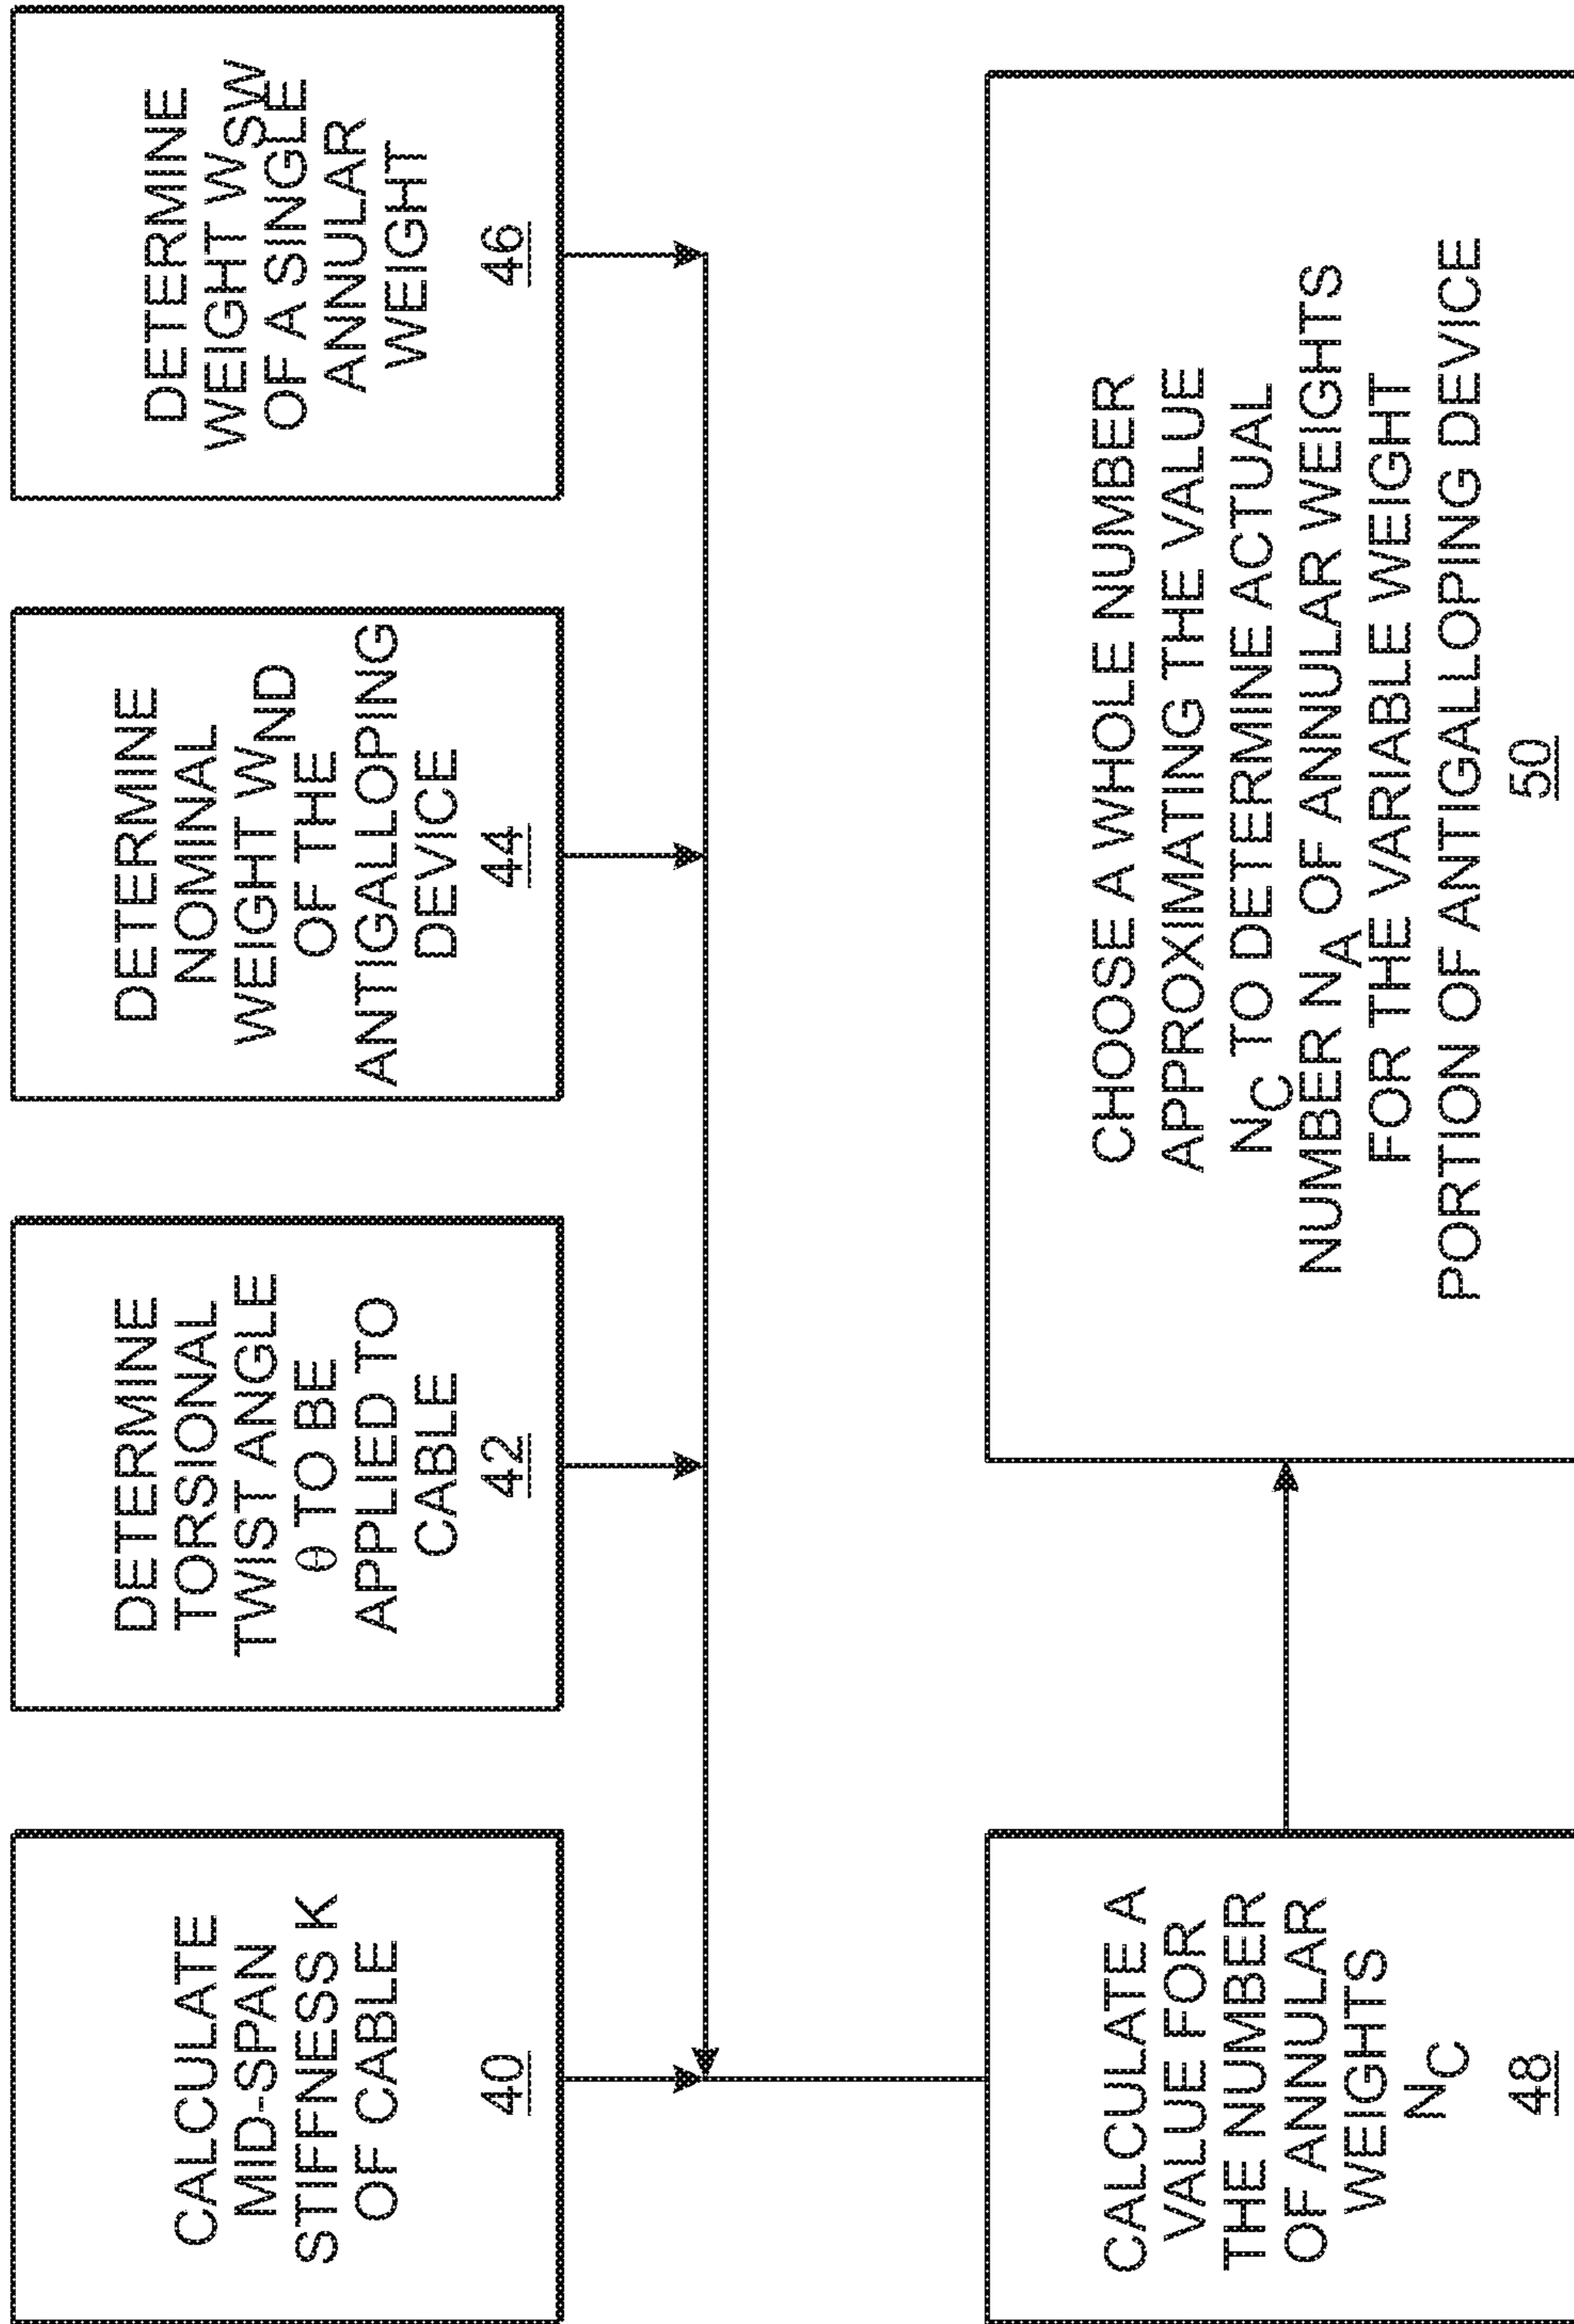 CALCULATE
MID-SPAN
STIFFNESS K
OF CABLE
40
DETERMINE
TORSIONAL
TWIST ANGLE
θ TO BE
APPLIED TO
CABLE
42
DETERMINE
NOMINAL
WEIGHT WND
OF THE
ANTIGALLOPING
DEVICE
44
DETERMINE
WEIGHT WSW
OF A SINGLE
ANNULAR
WEIGHT
46
CALCULATE A
VALUE FOR
THE NUMBER
OF ANNULAR
WEIGHTS
NC
48
CHOOSE A WHOLE NUMBER
APPROXIMATING THE VALUE
NC TO DETERMINE ACTUAL
NUMBER NA OF ANNULAR WEIGHTS
FOR THE VARIABLE WEIGHT
PORTION OF ANTIGALLOPING DEVICE
50